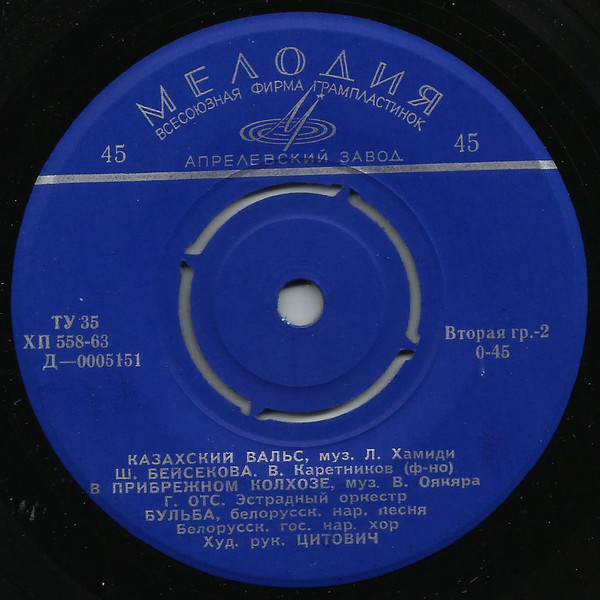 МЕЛОДИЯ
ВСЕСОЮЗНАЯ ФИРМА ГРАМПЛАСТИНОК
45
45
АПРЕЛЕВСКИЙ ЗАВОД
ТУ 35
ХП 558-63
Д—0005151
Вторая гр.-2
0-45
КАЗАХСКИЙ ВАЛЬС, муз. Л. Хамиди
Ш. БЕЙСЕКОВА. В. Каретников (ф-но)
В ПРИБРЕЖНОМ КОЛХОЗЕ, муз. В. Оякяра
Г. ОТС. Эстрадный оркестр
БУЛЬБА, белорусск. нар. песня
Белорусск. гос. нар. хор
Худ. рук. ЦИТОВИЧ